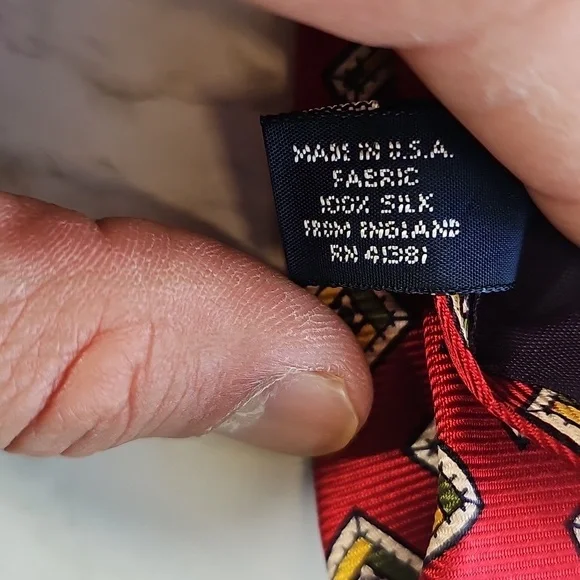 MADE IN U.S.A.
FABRIC
100% SILK
FROM ENGLAND
RN 41381